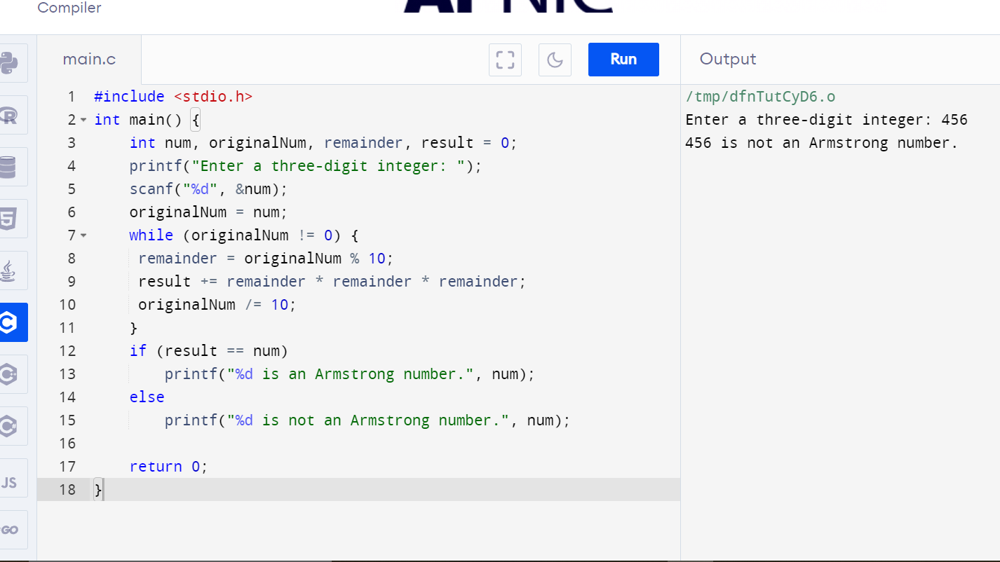 Compiler
main.c
Run
Output
1 #include <stdio.h>
2 int main() {
3     int num, originalNum, remainder, result = 0;
4     printf("Enter a three-digit integer: ");
5     scanf("%d", &num);
6     originalNum = num;
7     while (originalNum != 0) {
8      remainder = originalNum % 10;
9      result += remainder * remainder * remainder;
10      originalNum /= 10;
11     }
12     if (result == num)
13         printf("%d is an Armstrong number.", num);
14     else
15         printf("%d is not an Armstrong number.", num);
16
17     return 0;
18 }
/tmp/dfnTutCyD6.o
Enter a three-digit integer: 456
456 is not an Armstrong number.
R
5
C
C++
C#
JS
GO